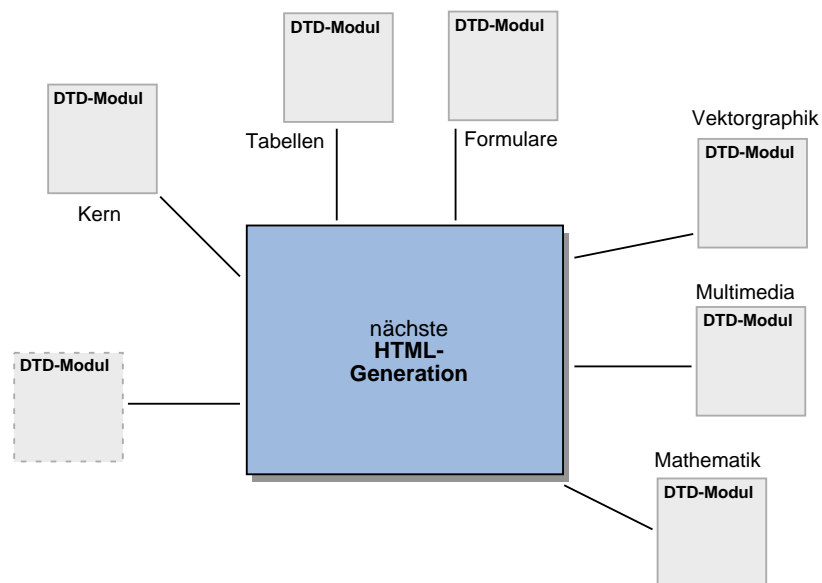 DTD-Modul
DTD-Modul
DTD-Modul
Tabellen
Formulare
Vektorgraphik
DTD-Modul
Kern
Multimedia
DTD-Modul
nächste
HTML-
Generation
DTD-Modul
Mathematik
DTD-Modul